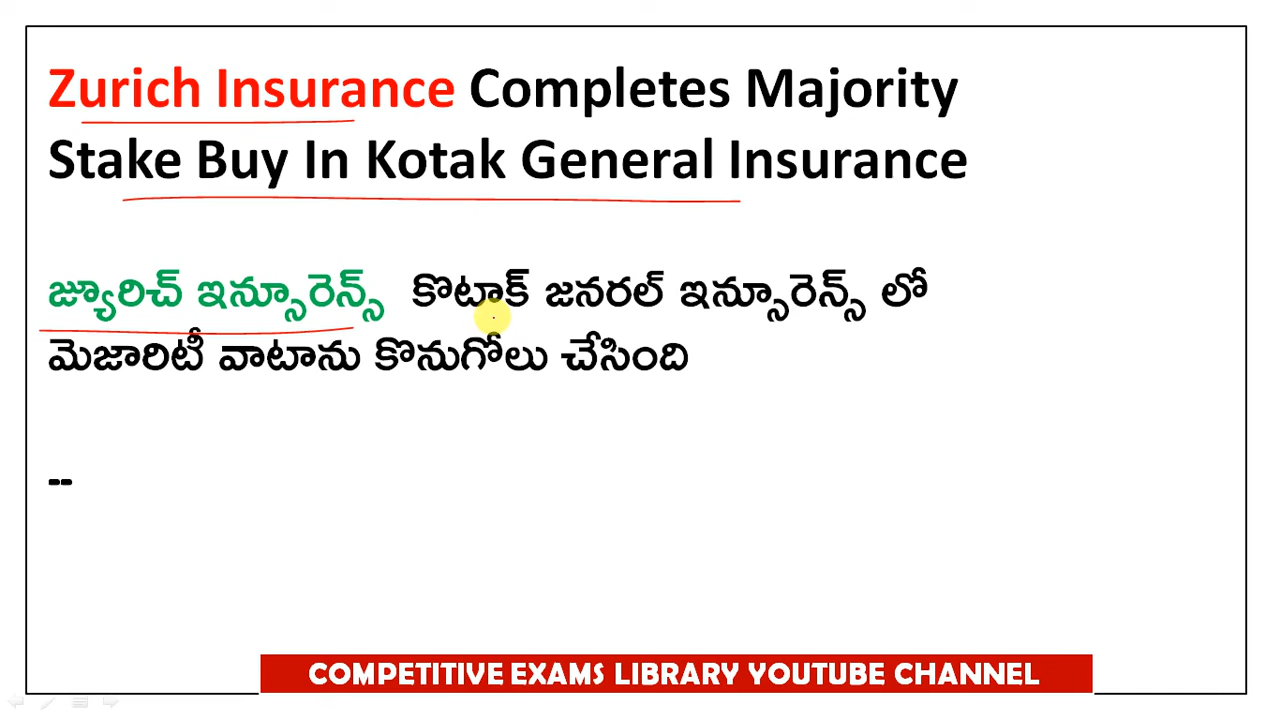 Zurich Insurance Completes Majority
Stake Buy In Kotak General Insurance
జ్యూరిచ్ ఇన్సూరెన్స్ కొటాక్ జనరల్ ఇన్సూరెన్స్ లో
మెజారిటీ వాటాను కొనుగోలు చేసింది
--
COMPETITIVE EXAMS LIBRARY YOUTUBE CHANNEL